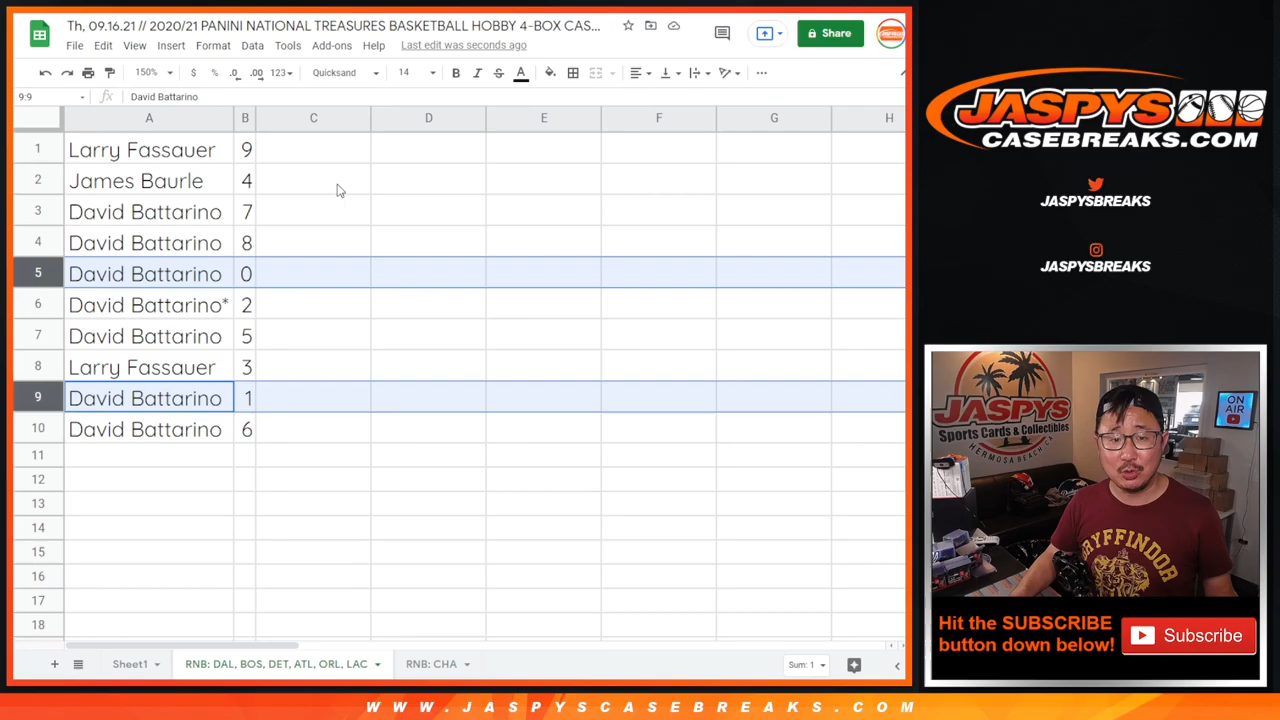 Th, 09.16.21 // 2020/21 PANINI NATIONAL TREASURES BASKETBALL HOBBY 4-BOX CAS...
Share
File Edit View Insert Format Data Tools Add-ons Help Last edit was seconds ago
150% $ % .0 .00 123 Quicksand 14 B I S A
9:9 fx David Battarino
A B C D E F G H
1 Larry Fassauer 9
2 James Baurle 4
3 David Battarino 7
4 David Battarino 8
5 David Battarino 0
6 David Battarino* 2
7 David Battarino 5
8 Larry Fassauer 3
9 David Battarino 1
10 David Battarino 6
11
12
13
14
15
16
17
18
+ Sheet1 RNB: DAL, BOS, DET, ATL, ORL, LAC RNB: CHA Sum: 1
JASPYS
CASEBREAKS.COM
JASPYSBREAKS
JASPYSBREAKS
JASPYS
Sports Cards & Collectibles
HERMOSA BEACH CA
ON AIR
GRYFFINDOR
Hit the SUBSCRIBE
button down below!
Subscribe
WWW.JASPYSCASEBREAKS.COM